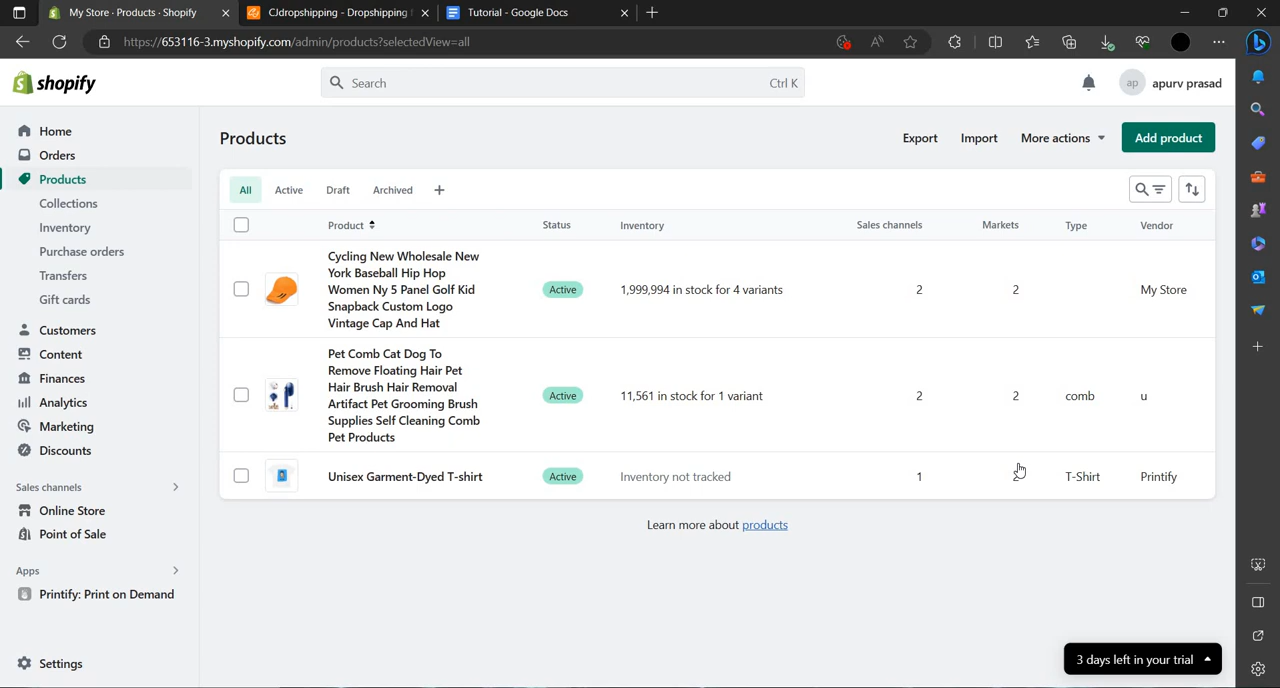 My Store · Products · Shopify
CJdropshipping - Dropshipping
Tutorial - Google Docs
https://653116-3.myshopify.com/admin/products?selectedView=all
shopify
Search
Ctrl K
ap
apurv prasad
Home
Orders
Products
Collections
Inventory
Purchase orders
Transfers
Gift cards
Customers
Content
Finances
Analytics
Marketing
Discounts
Sales channels
Online Store
Point of Sale
Apps
Printify: Print on Demand
Settings
Products
Export
Import
More actions
Add product
All
Active
Draft
Archived
Product
Status
Inventory
Sales channels
Markets
Type
Vendor
Cycling New Wholesale New
York Baseball Hip Hop
Women Ny 5 Panel Golf Kid
Snapback Custom Logo
Vintage Cap And Hat
Active
1,999,994 in stock for 4 variants
2
2
My Store
Pet Comb Cat Dog To
Remove Floating Hair Pet
Hair Brush Hair Removal
Artifact Pet Grooming Brush
Supplies Self Cleaning Comb
Pet Products
Active
11,561 in stock for 1 variant
2
2
comb
u
Unisex Garment-Dyed T-shirt
Active
Inventory not tracked
1
2
T-Shirt
Printify
Learn more about products
3 days left in your trial